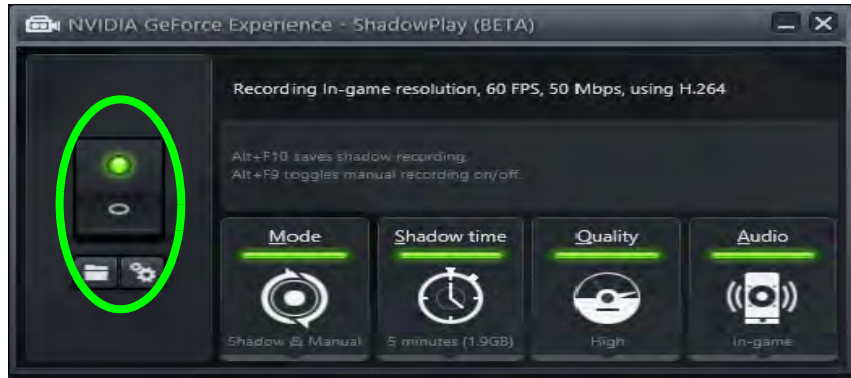 NVIDIA GeForce Experience - ShadowPlay (BETA)
Recording In-game resolution, 60 FPS, 50 Mbps, using H.264
Alt+F10 saves shadow recording.
Alt+F9 toggles manual recording on/off.
Mode
Shadow time
Quality
Audio
Shadow & Manual
5 minutes (1.9GB)
High
In-game